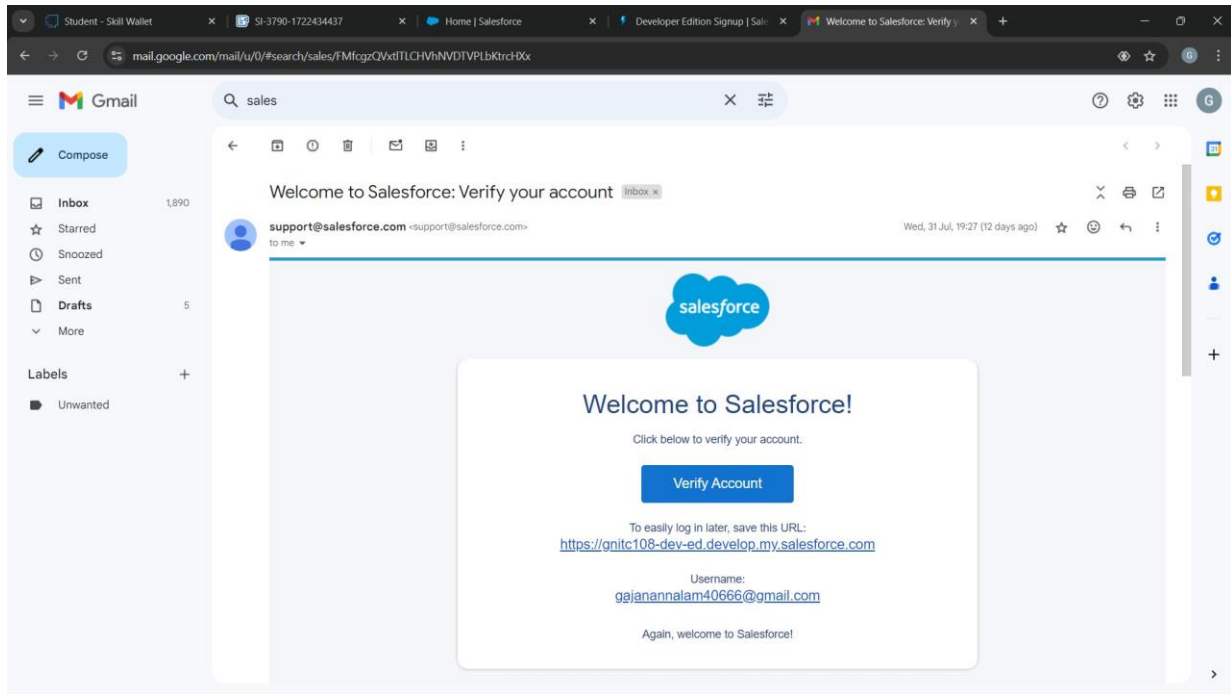 Student - Skill Wallet
SI-3790-1722434437
Home | Salesforce
Developer Edition Signup | Sale
Welcome to Salesforce: Verify y
mail.google.com/mail/u/0/#search/sales/FMfcgzQVxtlTLCHVhNVDTVPLbKtrcHXx
G
Gmail
sales
G
Compose
31
Welcome to Salesforce: Verify your account
Inbox ×
Inbox 1,890
support@salesforce.com <support@salesforce.com>
Wed, 31 Jul, 19:27 (12 days ago)
to me
Starred
Snoozed
Sent
Drafts 5
More
Labels
Unwanted
salesforce
Welcome to Salesforce!
Click below to verify your account.
Verify Account
To easily log in later, save this URL:
https://gnitc108-dev-ed.develop.my.salesforce.com
Username:
gajanannalam40666@gmail.com
Again, welcome to Salesforce!